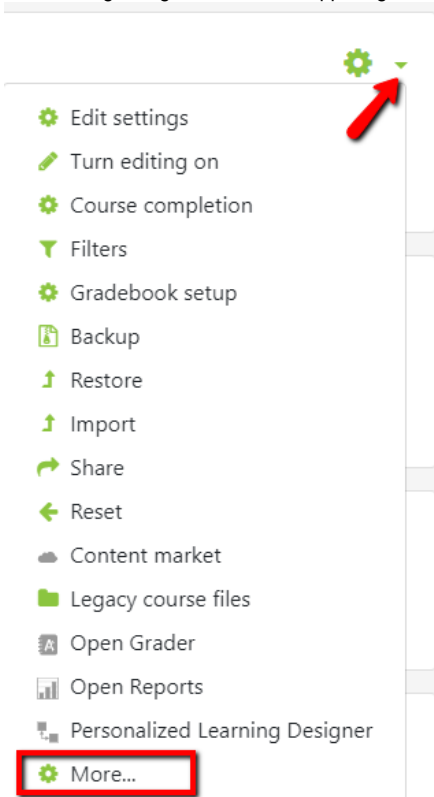 Edit settings
Turn editing on
Course completion
Filters
Gradebook setup
Backup
Restore
Import
Share
Reset
Content market
Legacy course files
Open Grader
Open Reports
Personalized Learning Designer
More...